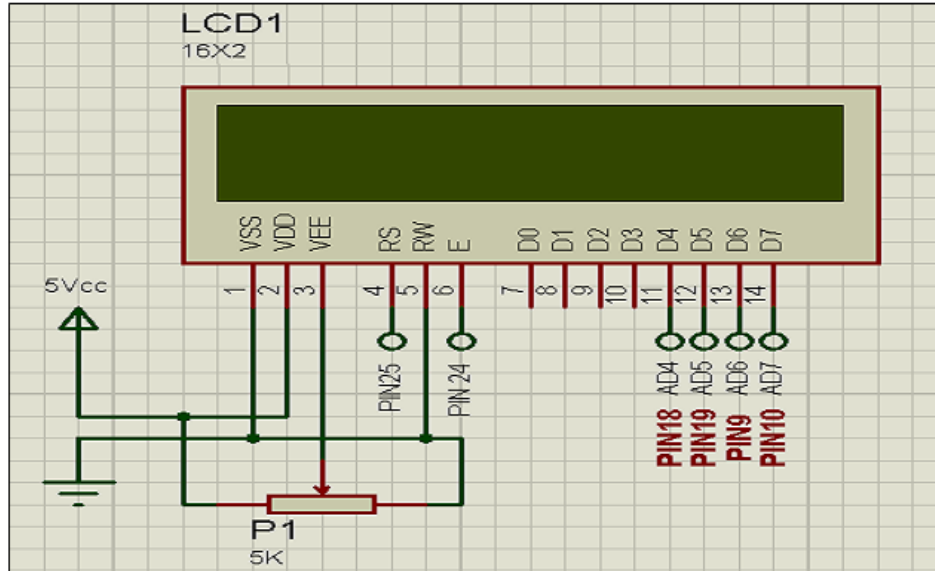 LCD1
16X2
VSS
VDD
VEE
RS
RW
E
D0
D1
D2
D3
D4
D5
D6
D7
5Vcc
1
2
3
4
5
6
7
8
9
10
11
12
13
14
PIN25
PIN 24
AD4
AD5
AD6
AD7
PIN18
PIN19
PIN9
PIN10
P1
5K